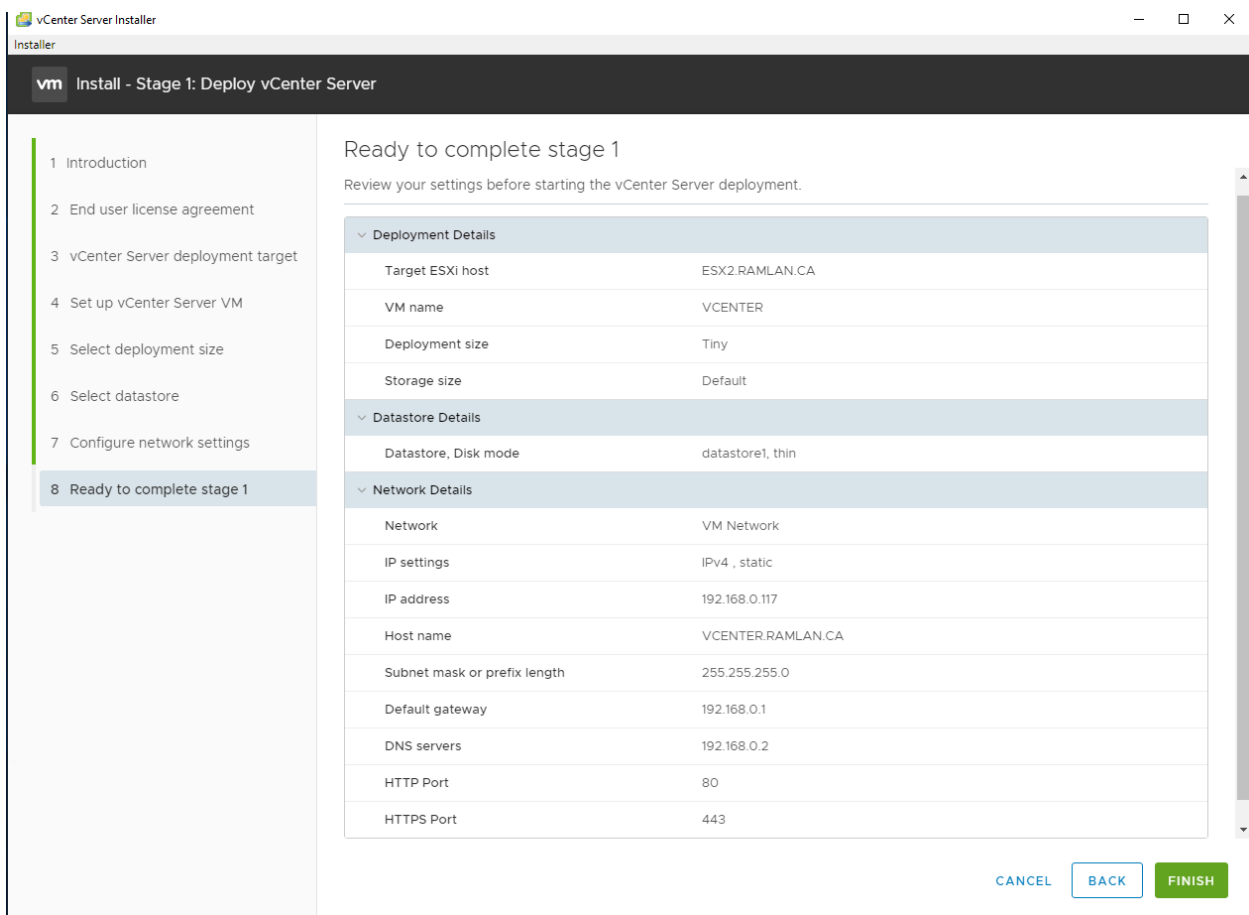 vCenter Server Installer
Installer
vm Install - Stage 1: Deploy vCenter Server
1 Introduction
2 End user license agreement
3 vCenter Server deployment target
4 Set up vCenter Server VM
5 Select deployment size
6 Select datastore
7 Configure network settings
8 Ready to complete stage 1
Ready to complete stage 1
Review your settings before starting the vCenter Server deployment.
Deployment Details
Target ESXi host ESX2.RAMLAN.CA
VM name VCENTER
Deployment size Tiny
Storage size Default
Datastore Details
Datastore, Disk mode datastore1, thin
Network Details
Network VM Network
IP settings IPv4 , static
IP address 192.168.0.117
Host name VCENTER.RAMLAN.CA
Subnet mask or prefix length 255.255.255.0
Default gateway 192.168.0.1
DNS servers 192.168.0.2
HTTP Port 80
HTTPS Port 443
CANCEL BACK FINISH